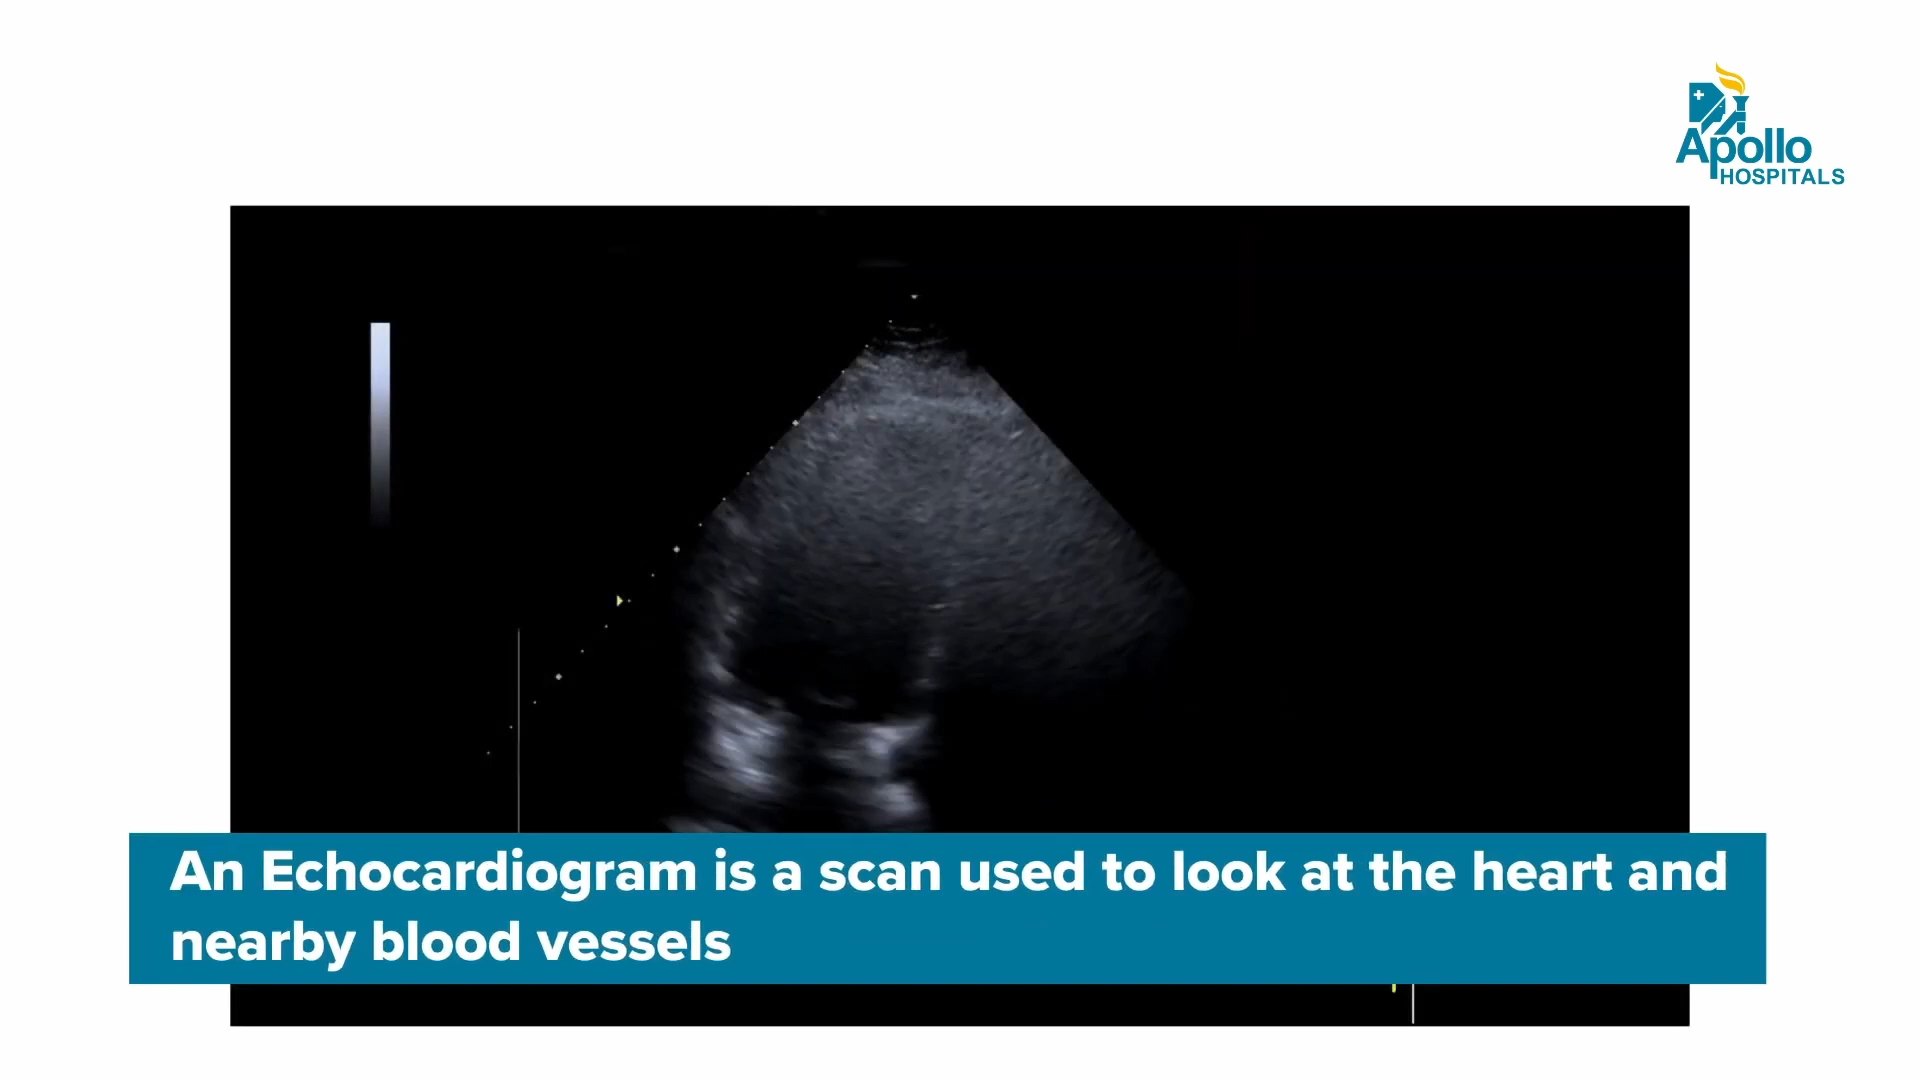 Apollo
HOSPITALS
An Echocardiogram is a scan used to look at the heart and
nearby blood vessels